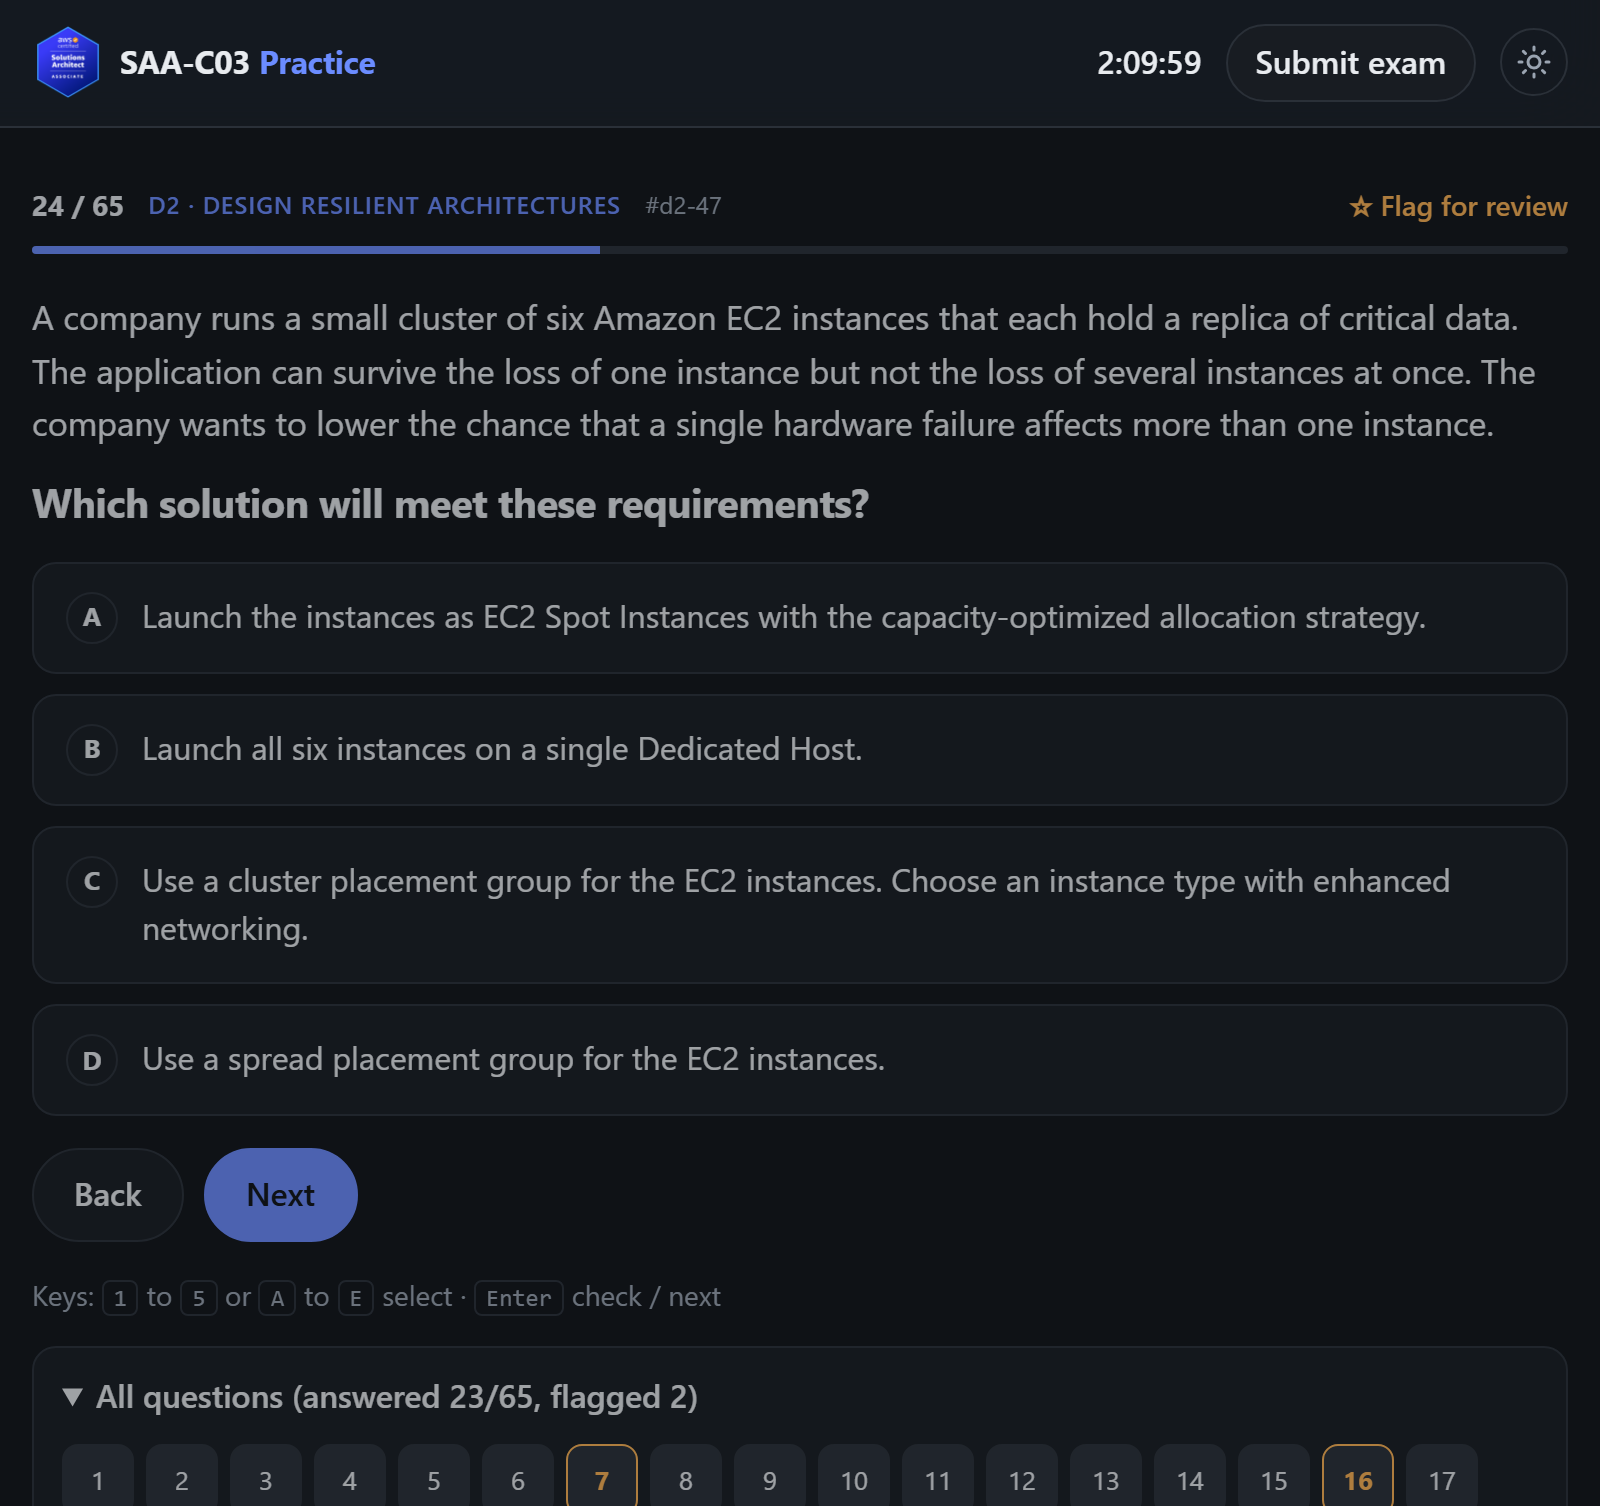 aws
certified
Solutions
Architect
ASSOCIATE
SAA-C03 Practice
2:09:59
Submit exam
24 / 65
D2 · DESIGN RESILIENT ARCHITECTURES
#d2-47
☆ Flag for review
A company runs a small cluster of six Amazon EC2 instances that each hold a replica of critical data.
The application can survive the loss of one instance but not the loss of several instances at once. The
company wants to lower the chance that a single hardware failure affects more than one instance.
Which solution will meet these requirements?
A Launch the instances as EC2 Spot Instances with the capacity-optimized allocation strategy.
B Launch all six instances on a single Dedicated Host.
C Use a cluster placement group for the EC2 instances. Choose an instance type with enhanced
networking.
D Use a spread placement group for the EC2 instances.
Back
Next
Keys: 1 to 5 or A to E select · Enter check / next
▼ All questions (answered 23/65, flagged 2)
1 2 3 4 5 6 7 8 9 10 11 12 13 14 15 16 17